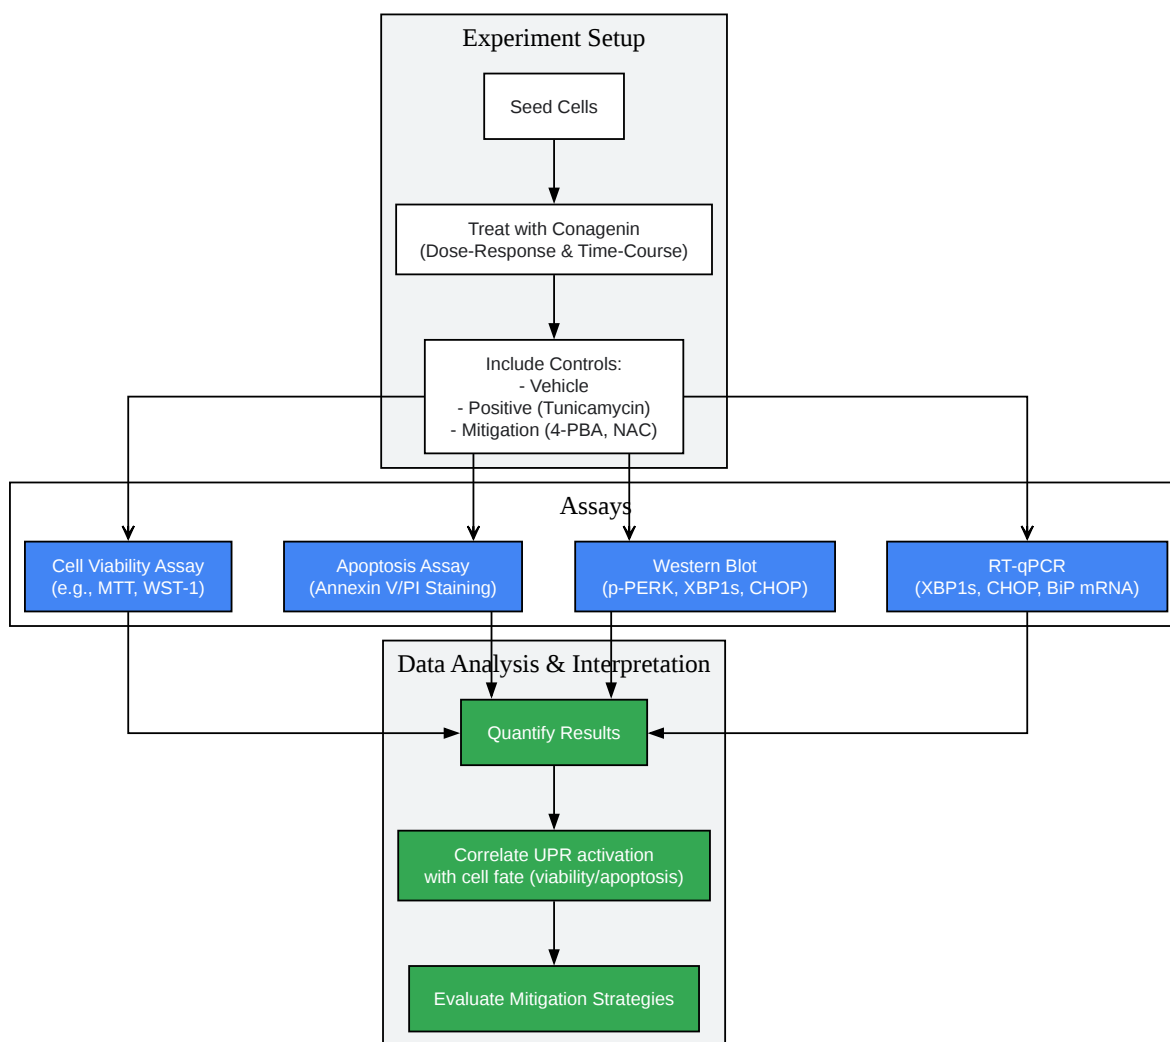 Experiment Setup
Seed Cells
Treat with Conagenin
(Dose-Response & Time-Course)
Include Controls:
- Vehicle
- Positive (Tunicamycin)
- Mitigation (4-PBA, NAC)
Assays
Cell Viability Assay
(e.g., MTT, WST-1)
Apoptosis Assay
(Annexin V/PI Staining)
Western Blot
(p-PERK, XBP1s, CHOP)
RT-qPCR
(XBP1s, CHOP, BiP mRNA)
Data Analysis & Interpretation
Quantify Results
Correlate UPR activation
with cell fate (viability/apoptosis)
Evaluate Mitigation Strategies